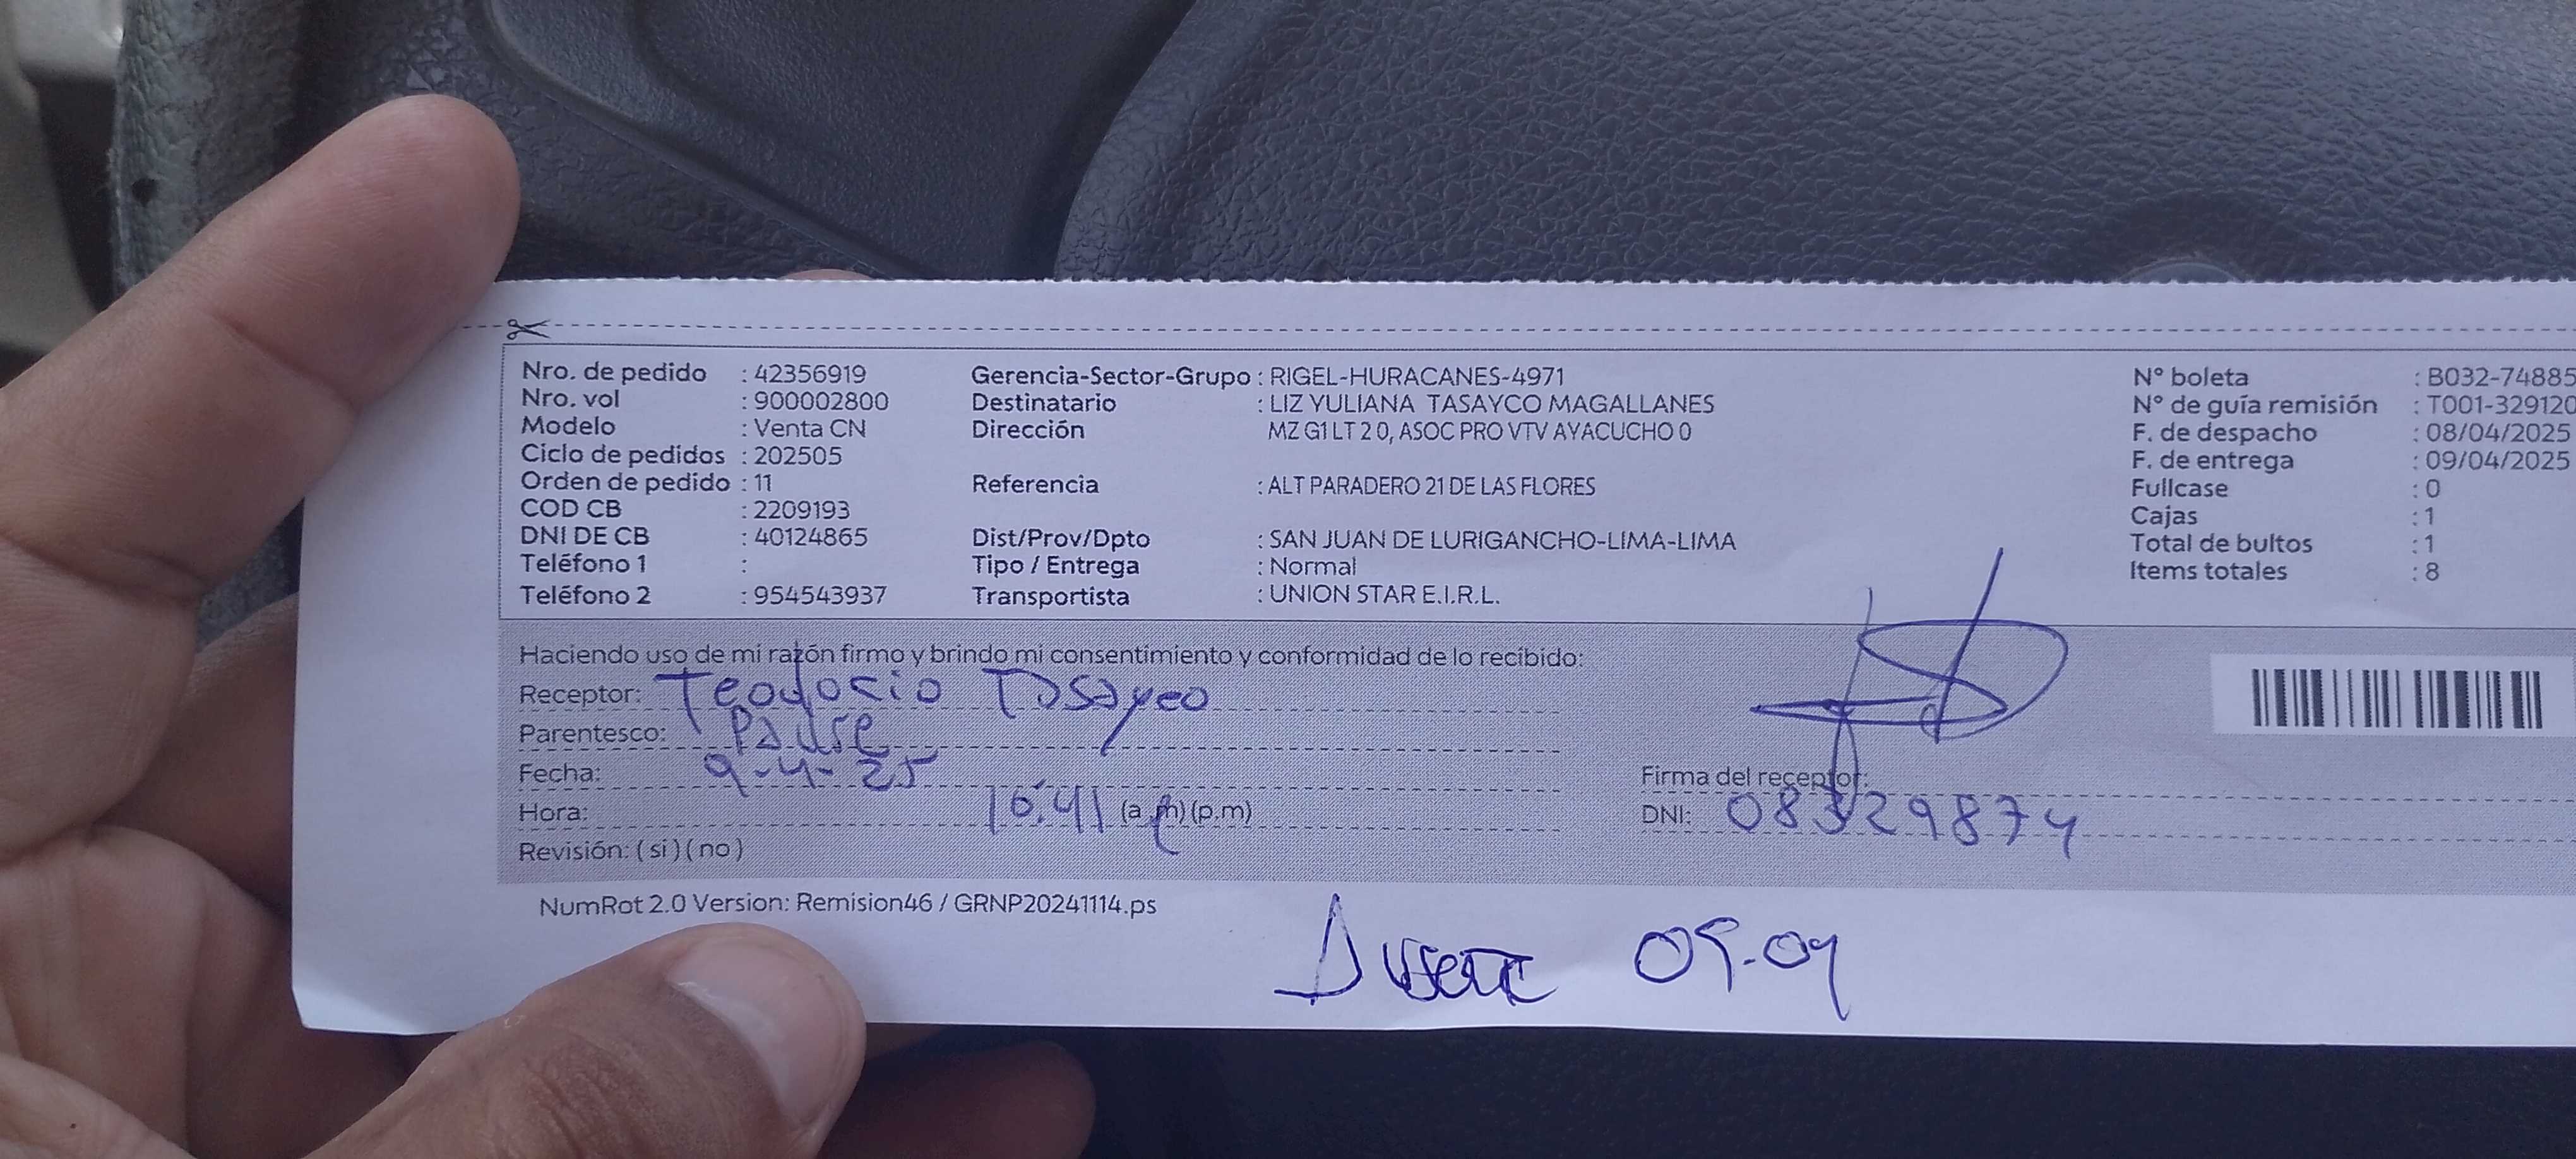 Nro. de pedido : 42356919 Gerencia-Sector-Grupo : RIGEL-HURACANES-4971 N° boleta : B032-74885
Nro. vol : 900002800 Destinatario : LIZ YULIANA TASAYCO MAGALLANES N° de guía remisión : T001-329120
Modelo : Venta CN Dirección MZ G1 LT 2 0, ASOC PRO VTV AYACUCHO 0 F. de despacho : 08/04/2025
Ciclo de pedidos : 202505 F. de entrega : 09/04/2025
Orden de pedido : 11 Referencia : ALT PARADERO 21 DE LAS FLORES Fullcase : 0
COD CB : 2209193 Cajas : 1
DNI DE CB : 40124865 Dist/Prov/Dpto : SAN JUAN DE LURIGANCHO-LIMA-LIMA Total de bultos : 1
Teléfono 1 : Tipo / Entrega : Normal Items totales : 8
Teléfono 2 : 954543937 Transportista : UNION STAR E.I.R.L.
Haciendo uso de mi razón firmo y brindo mi consentimiento y conformidad de lo recibido:
Receptor: Teodocio Tasayco
Parentesco: Padre
Fecha: 9-4-25 Firma del receptor:
Hora: 16:41 (a.m) (p.m) DNI: 08329874
Revisión: ( si ) ( no )
NumRot 2.0 Version: Remision46 / GRNP20241114.ps
09-04